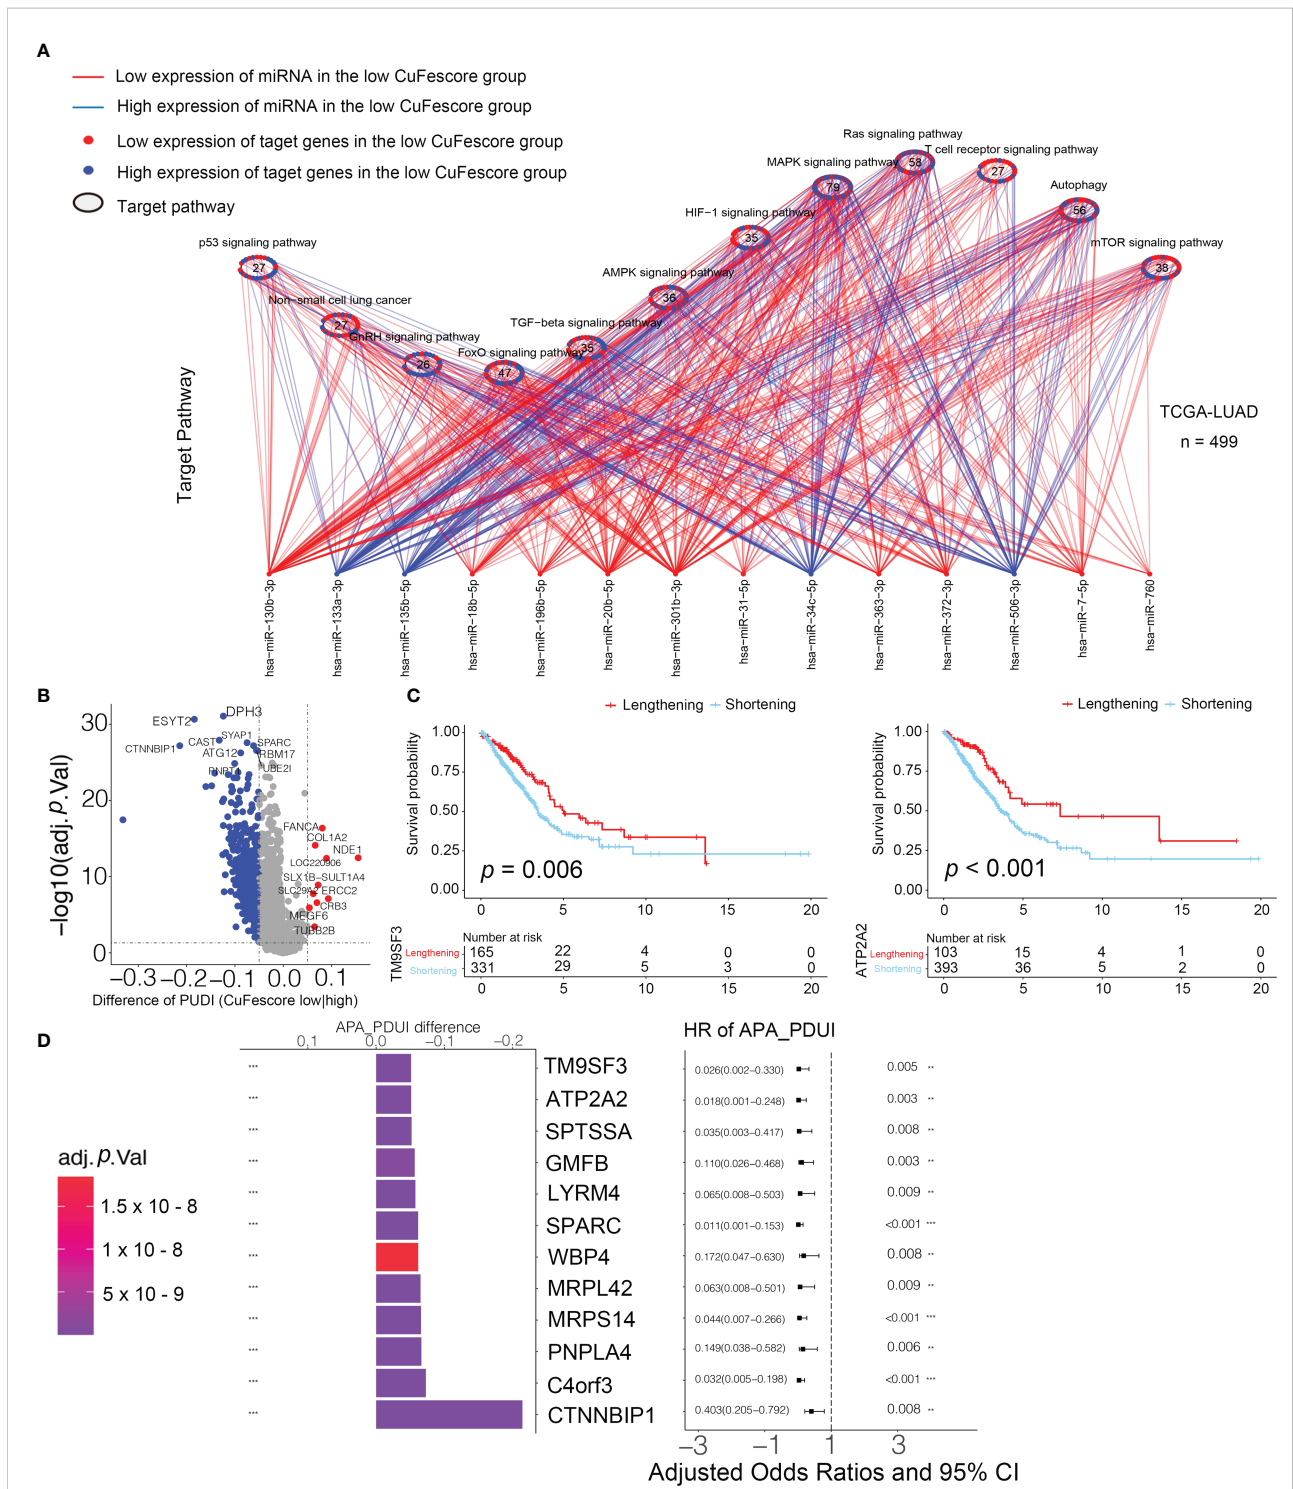 A
Low expression of miRNA in the low CuFescore group
High expression of miRNA in the low CuFescore group
Low expression of target genes in the low CuFescore group
High expression of target genes in the low CuFescore group
Target pathway
Ras signaling pathway
58
T cell receptor signaling pathway
27
MAPK signaling pathway
79
Autophagy
56
HIF−1 signaling pathway
35
mTOR signaling pathway
38
p53 signaling pathway
27
AMPK signaling pathway
36
Non−small cell lung cancer
27
TGF−beta signaling pathway
35
GnRH signaling pathway
26
FoxO signaling pathway
47
Target Pathway
TCGA-LUAD
n = 499
hsa−miR−130b−3p
hsa−miR−133a−3p
hsa−miR−135b−5p
hsa−miR−18b−5p
hsa−miR−196b−5p
hsa−miR−20b−5p
hsa−miR−301b−3p
hsa−miR−31−5p
hsa−miR−34c−5p
hsa−miR−363−3p
hsa−miR−372−3p
hsa−miR−506−3p
hsa−miR−7−5p
hsa−miR−760
B
−log10(adj. p.Val)
30
20
10
0
ESYT2
DPH3
CTNNBIP1
CAST
SYAP1
SPARC
ATG12
RBM17
UBE2I
FANCA
COL1A2
NDE1
LOC220906
SLX1B−SULT1A4
SLC29A2
ERCC2
CRB3
MEGF6
TUBB2B
−0.3 −0.2 −0.1 0.0 0.1
Difference of PUDI (CuFescore low|high)
C
Lengthening Shortening
Survival probability
1.00
0.75
0.50
0.25
0.00
p = 0.006
0 5 10 15 20
TM9SF3
Number at risk
Lengthening 165 22 4 0 0
Shortening 331 29 5 3 0
0 5 10 15 20
Lengthening Shortening
Survival probability
1.00
0.75
0.50
0.25
0.00
p < 0.001
0 5 10 15 20
ATP2A2
Number at risk
Lengthening 103 15 4 1 0
Shortening 393 36 5 2 0
0 5 10 15 20
D
APA_PDUI difference
0.1 0.0 −0.1 −0.2
HR of APA_PDUI
adj. p.Val
1.5 x 10 - 8
1 x 10 - 8
5 x 10 - 9
*** TM9SF3 0.026(0.002−0.330) 0.005 **
*** ATP2A2 0.018(0.001−0.248) 0.003 **
*** SPTSSA 0.035(0.003−0.417) 0.008 **
*** GMFB 0.110(0.026−0.468) 0.003 **
*** LYRM4 0.065(0.008−0.503) 0.009 **
*** SPARC 0.011(0.001−0.153) <0.001 ***
*** WBP4 0.172(0.047−0.630) 0.008 **
*** MRPL42 0.063(0.008−0.501) 0.009 **
*** MRPS14 0.044(0.007−0.266) <0.001 ***
*** PNPLA4 0.149(0.038−0.582) 0.006 **
*** C4orf3 0.032(0.005−0.198) <0.001 ***
*** CTNNBIP1 0.403(0.205−0.792) 0.008 **
−3 −1 1 3
Adjusted Odds Ratios and 95% CI